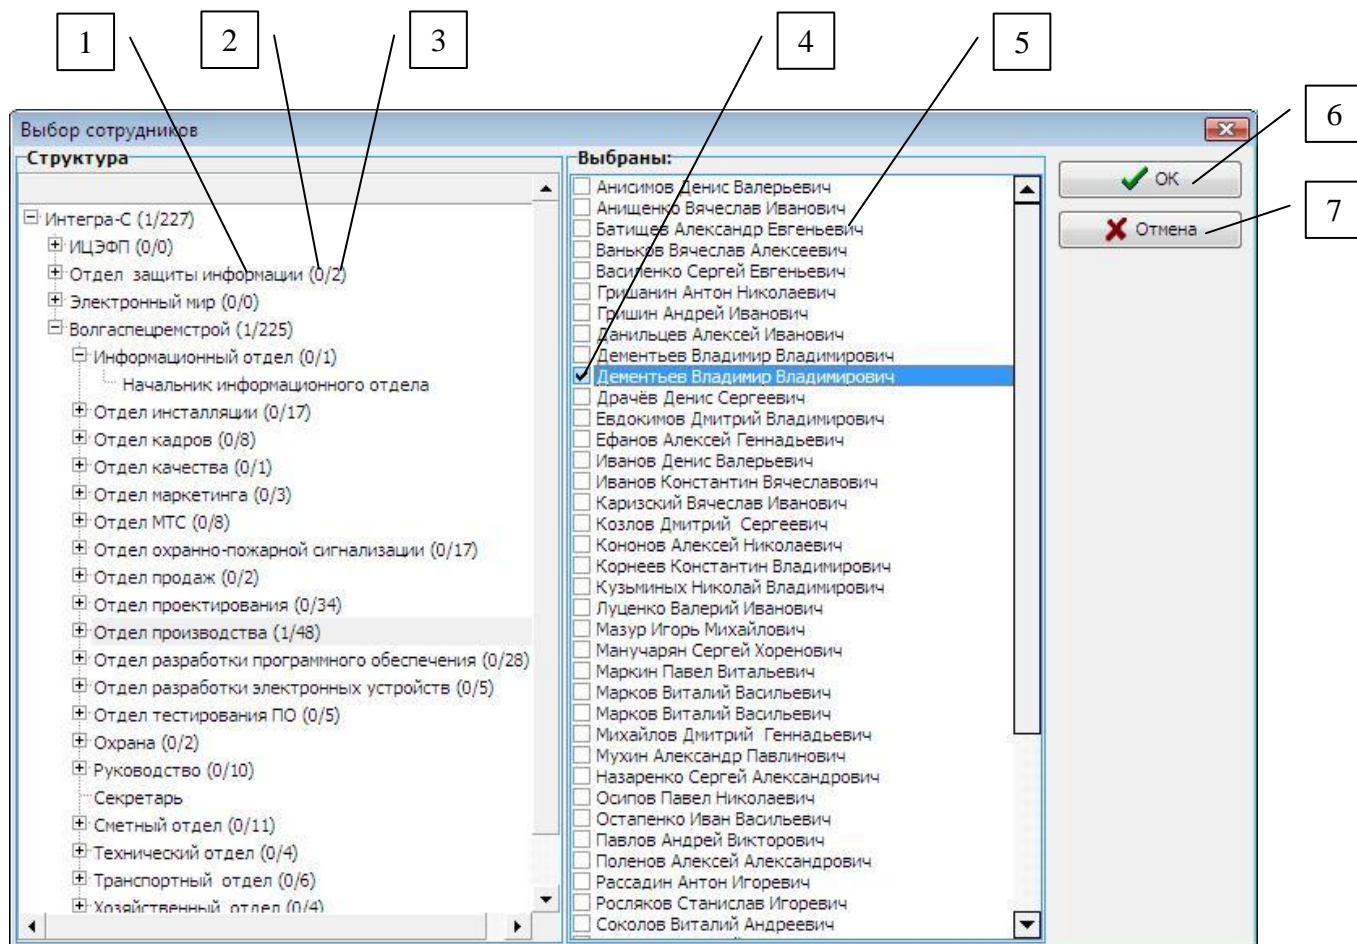 1
2
3
4
5
6
7
Выбор сотрудников
Структура
Интегра-С (1/227)
ИЦЭФП (0/0)
Отдел защиты информации (0/2)
Электронный мир (0/0)
Волгаспецремстрой (1/225)
Информационный отдел (0/1)
Начальник информационного отдела
Отдел инсталляции (0/17)
Отдел кадров (0/8)
Отдел качества (0/1)
Отдел маркетинга (0/3)
Отдел МТС (0/8)
Отдел охранно-пожарной сигнализации (0/17)
Отдел продаж (0/2)
Отдел проектирования (0/34)
Отдел производства (1/48)
Отдел разработки программного обеспечения (0/28)
Отдел разработки электронных устройств (0/5)
Отдел тестирования ПО (0/5)
Охрана (0/2)
Руководство (0/10)
Секретарь
Сметный отдел (0/11)
Технический отдел (0/4)
Транспортный отдел (0/6)
Хозяйственный отдел (0/4)
Выбраны:
Анисимов Денис Валерьевич
Анищенко Вячеслав Иванович
Батищев Александр Евгеньевич
Ваньков Вячеслав Алексеевич
Василенко Сергей Евгеньевич
Гришанин Антон Николаевич
Гришин Андрей Иванович
Данильцев Алексей Иванович
Дементьев Владимир Владимирович
Дементьев Владимир Владимирович
Драчёв Денис Сергеевич
Евдокимов Дмитрий Владимирович
Ефанов Алексей Геннадьевич
Иванов Денис Валерьевич
Иванов Константин Вячеславович
Каризский Вячеслав Иванович
Козлов Дмитрий Сергеевич
Кононов Алексей Николаевич
Корнеев Константин Владимирович
Кузьминых Николай Владимирович
Луценко Валерий Иванович
Мазур Игорь Михайлович
Манучарян Сергей Хоренович
Маркин Павел Витальевич
Марков Виталий Васильевич
Марков Виталий Васильевич
Михайлов Дмитрий Геннадьевич
Мухин Александр Павлинович
Назаренко Сергей Александрович
Осипов Павел Николаевич
Остапенко Иван Васильевич
Павлов Андрей Викторович
Поленов Алексей Александрович
Рассадин Антон Игоревич
Росляков Станислав Игоревич
Соколов Виталий Андреевич
OK
Отмена